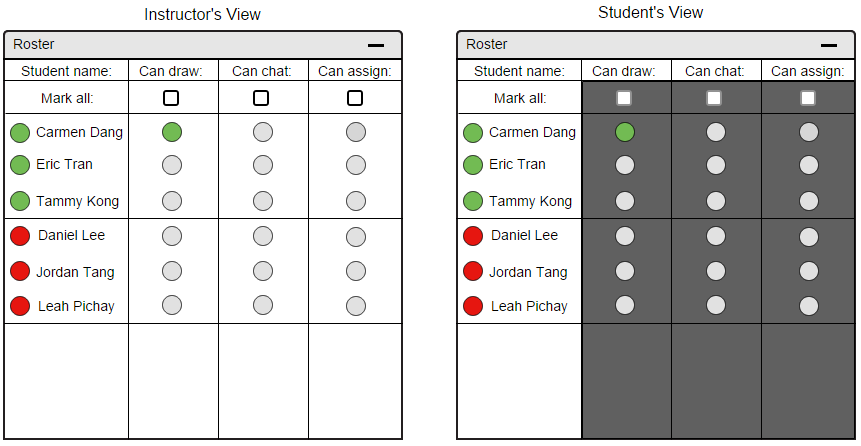 Instructor's View
Roster
Student name: Can draw: Can chat: Can assign:
Mark all:
Carmen Dang
Eric Tran
Tammy Kong
Daniel Lee
Jordan Tang
Leah Pichay
Student's View
Roster
Student name: Can draw: Can chat: Can assign:
Mark all:
Carmen Dang
Eric Tran
Tammy Kong
Daniel Lee
Jordan Tang
Leah Pichay